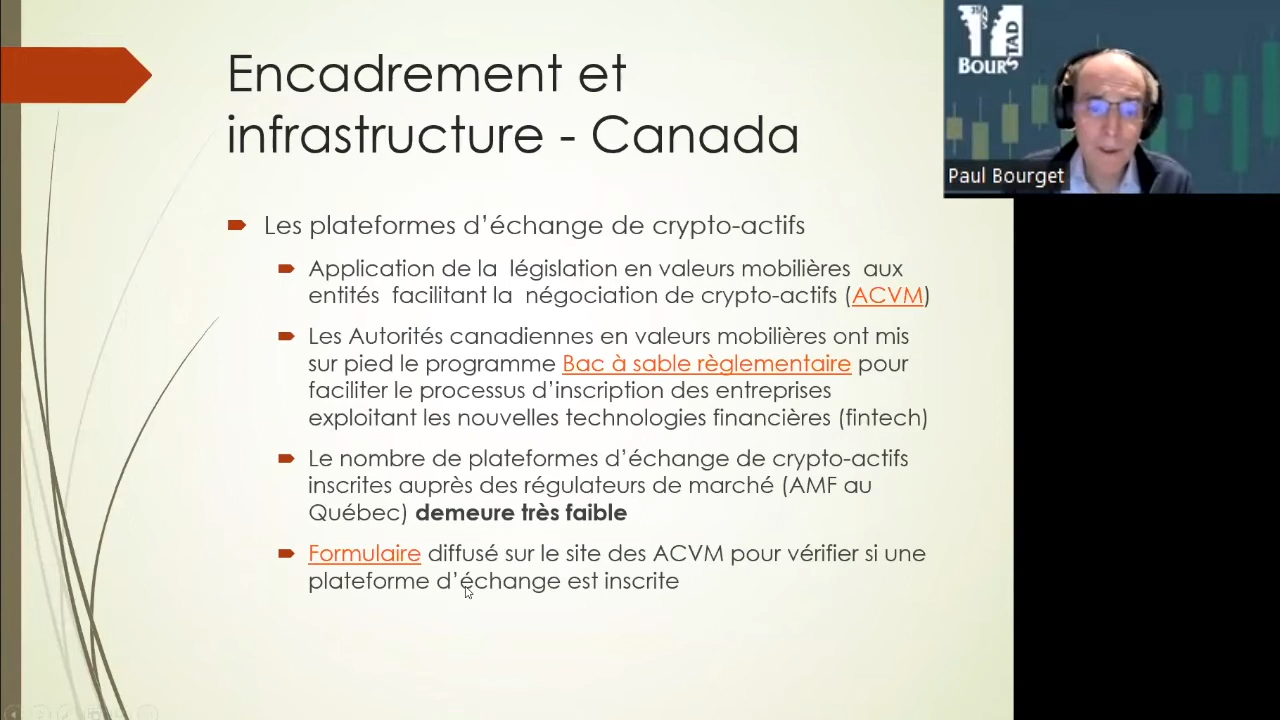 Encadrement et
infrastructure - Canada
Les plateformes d’échange de crypto-actifs
Application de la législation en valeurs mobilières aux
entités facilitant la négociation de crypto-actifs (ACVM)
Les Autorités canadiennes en valeurs mobilières ont mis
sur pied le programme Bac à sable règlementaire pour
faciliter le processus d’inscription des entreprises
exploitant les nouvelles technologies financières (fintech)
Le nombre de plateformes d’échange de crypto-actifs
inscrites auprès des régulateurs de marché (AMF au
Québec) demeure très faible
Formulaire diffusé sur le site des ACVM pour vérifier si une
plateforme d’échange est inscrite
35 ANS
BOURSTAD
Paul Bourget